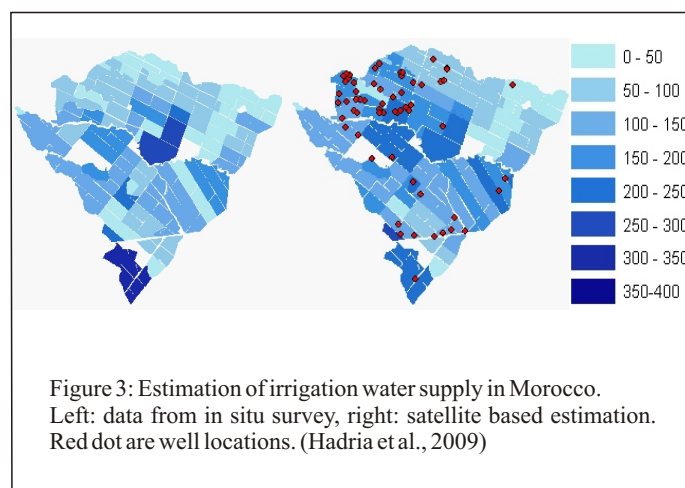 0 - 50
50 - 100
100 - 150
150 - 200
200 - 250
250 - 300
300 - 350
350-400
Figure 3: Estimation of irrigation water supply in Morocco.
Left: data from in situ survey, right: satellite based estimation.
Red dot are well locations. (Hadria et al., 2009)